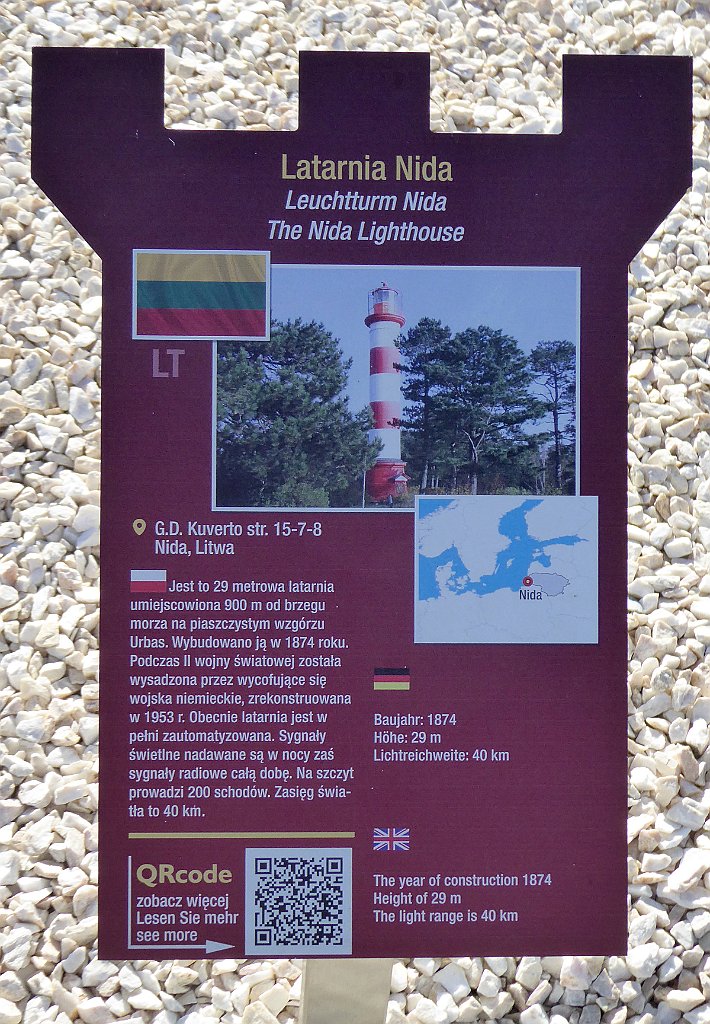 Latarnia Nida
Leuchtturm Nida
The Nida Lighthouse
LT
G.D. Kuverto str. 15-7-8
Nida, Litwa
Nida
Jest to 29 metrowa latarnia
umiejscowiona 900 m od brzegu
morza na piaszczystym wzgórzu
Urbas. Wybudowano ją w 1874 roku.
Podczas II wojny światowej została
wysadzona przez wycofujące się
wojska niemieckie, zrekonstruowana
w 1953 r. Obecnie latarnia jest w
pełni zautomatyzowana. Sygnały
świetlne nadawane są w nocy zaś
sygnały radiowe całą dobę. Na szczyt
prowadzi 200 schodów. Zasięg świa-
tła to 40 km.
Baujahr: 1874
Höhe: 29 m
Lichtreichweite: 40 km
The year of construction 1874
Height of 29 m
The light range is 40 km
QRcode
zobacz więcej
Lesen Sie mehr
see more